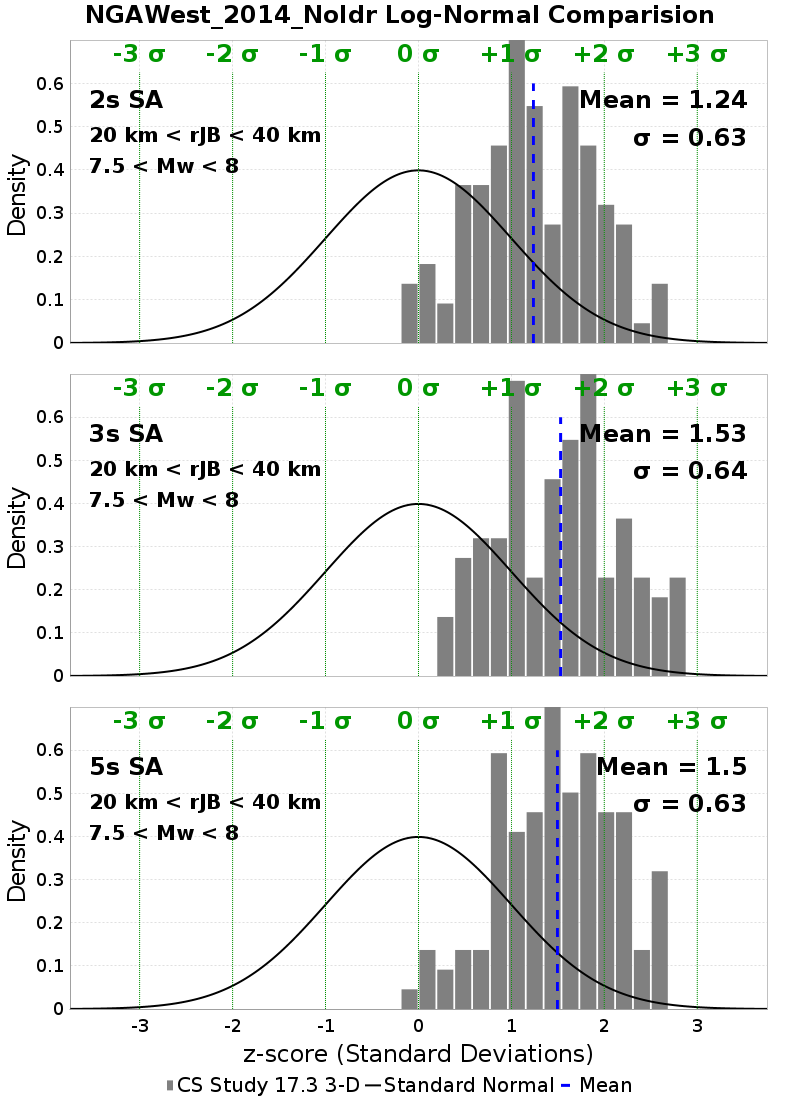 NGAWest_2014_NoIdr Log-Normal Comparision
-3 σ -2 σ -1 σ 0 σ +1 σ +2 σ +3 σ
2s SA
Mean = 1.24
20 km < rJB < 40 km
σ = 0.63
7.5 < Mw < 8
Density
0.6
0.5
0.4
0.3
0.2
0.1
0
-3 σ -2 σ -1 σ 0 σ +1 σ +2 σ +3 σ
3s SA
Mean = 1.53
20 km < rJB < 40 km
σ = 0.64
7.5 < Mw < 8
Density
0.6
0.5
0.4
0.3
0.2
0.1
0
-3 σ -2 σ -1 σ 0 σ +1 σ +2 σ +3 σ
5s SA
Mean = 1.5
20 km < rJB < 40 km
σ = 0.63
7.5 < Mw < 8
Density
0.6
0.5
0.4
0.3
0.2
0.1
0
-3 -2 -1 0 1 2 3
z-score (Standard Deviations)
CS Study 17.3 3-D Standard Normal Mean